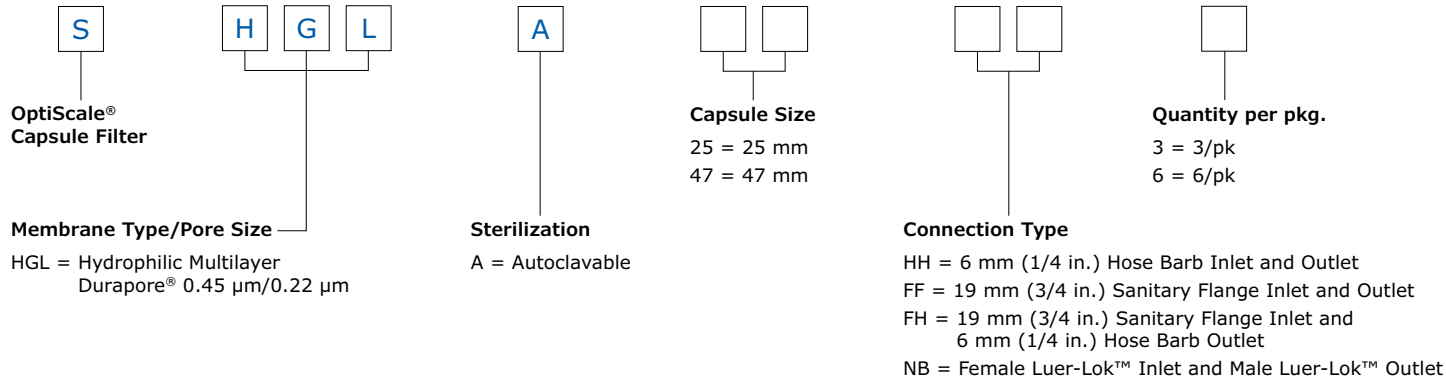 S H G L A
OptiScale®
Capsule Filter
Capsule Size
25 = 25 mm
47 = 47 mm
Quantity per pkg.
3 = 3/pk
6 = 6/pk
Membrane Type/Pore Size
HGL = Hydrophilic Multilayer
Durapore® 0.45 µm/0.22 µm
Sterilization
A = Autoclavable
Connection Type
HH = 6 mm (1/4 in.) Hose Barb Inlet and Outlet
FF = 19 mm (3/4 in.) Sanitary Flange Inlet and Outlet
FH = 19 mm (3/4 in.) Sanitary Flange Inlet and
6 mm (1/4 in.) Hose Barb Outlet
NB = Female Luer-Lok™ Inlet and Male Luer-Lok™ Outlet